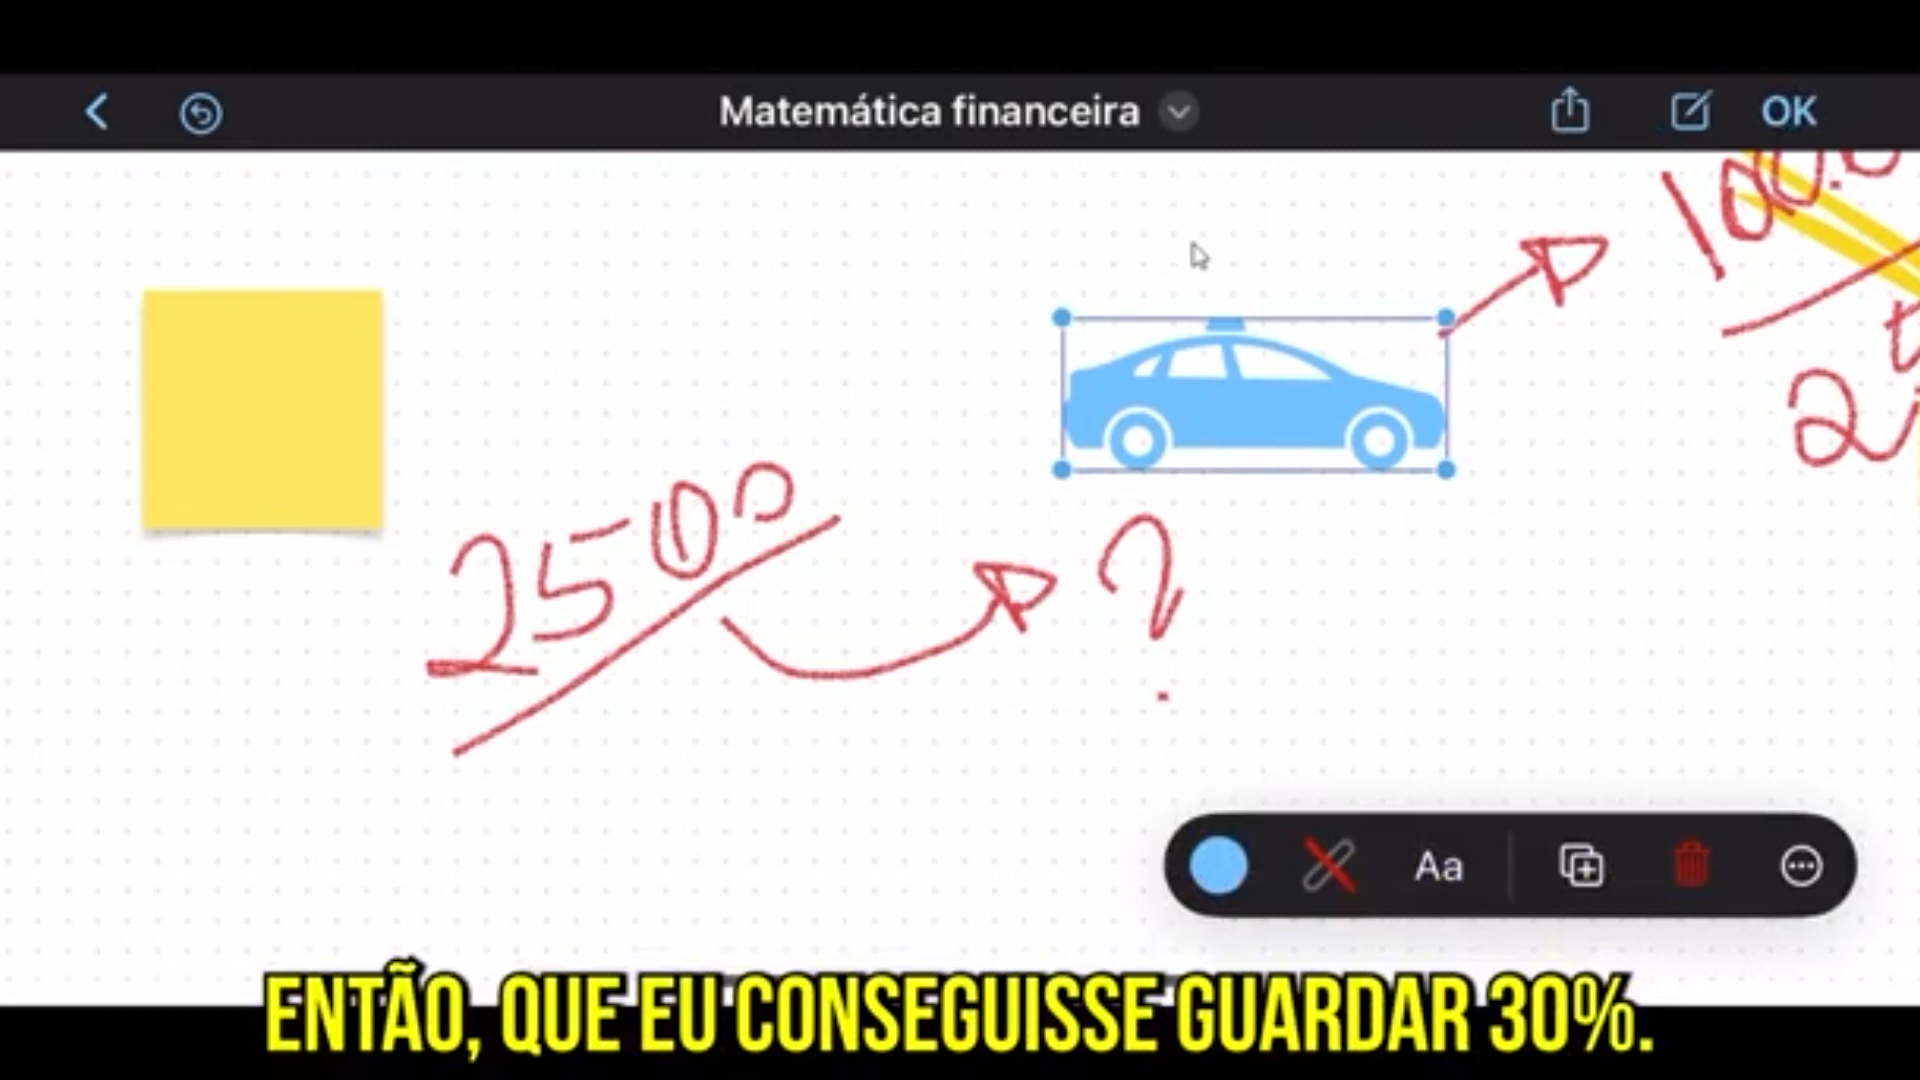 Matemática financeira
OK
2500
?
Aa
ENTÃO, QUE EU CONSEGUISSE GUARDAR 30%.